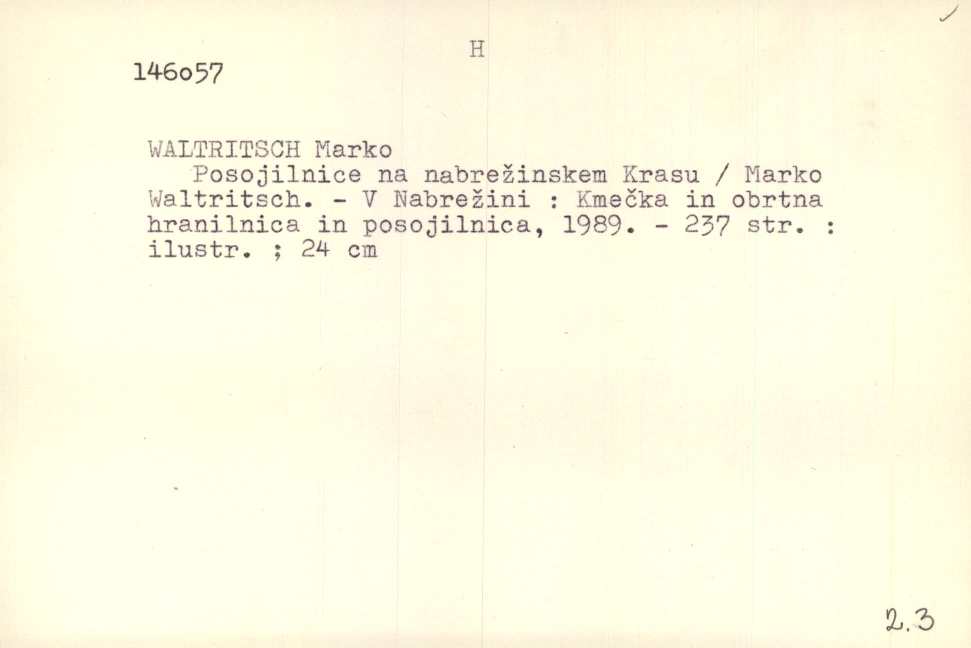 H
146o57
WALTRITSCH Marko
Posojilnice na nabrežinskem Krasu / Marko
Waltritsch. - V Nabrežini : Kmečka in obrtna
hranilnica in posojilnica, 1989. - 237 str. :
ilustr. ; 24 cm
2.3